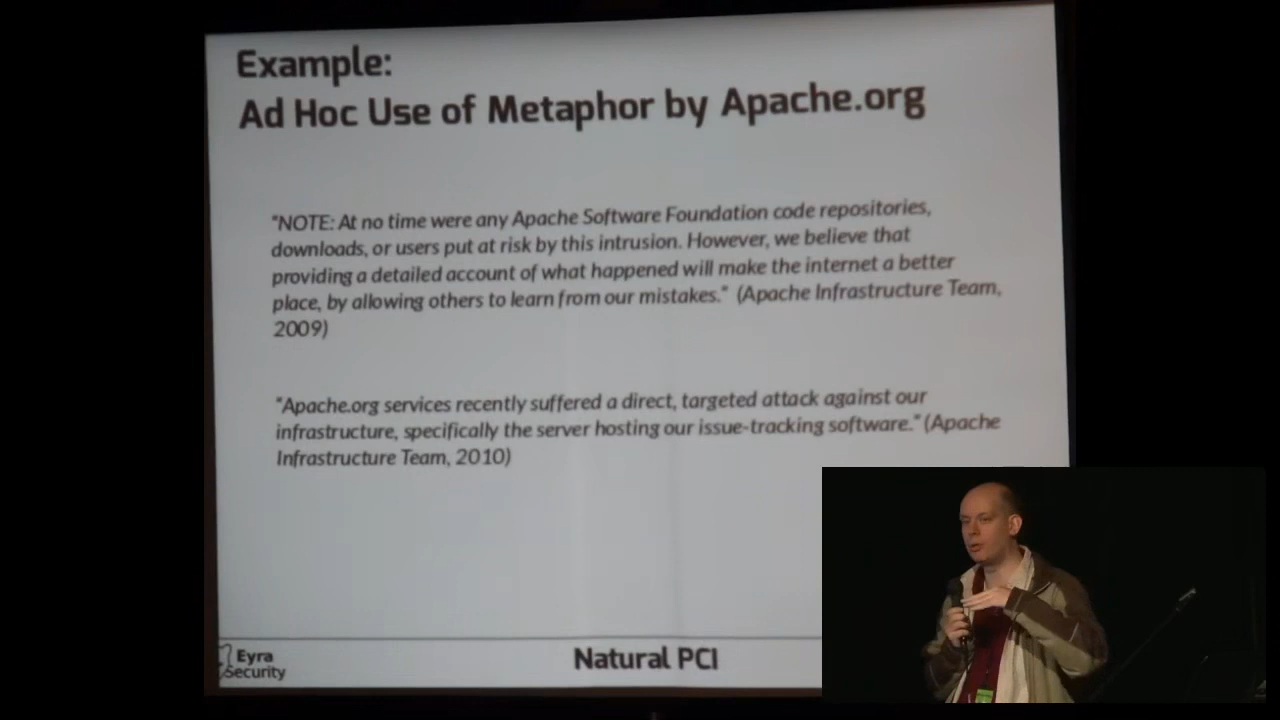 Example:
Ad Hoc Use of Metaphor by Apache.org
"NOTE: At no time were any Apache Software Foundation code repositories,
downloads, or users put at risk by this intrusion. However, we believe that
providing a detailed account of what happened will make the internet a better
place, by allowing others to learn from our mistakes." (Apache Infrastructure Team,
2009)
"Apache.org services recently suffered a direct, targeted attack against our
infrastructure, specifically the server hosting our issue-tracking software." (Apache
Infrastructure Team, 2010)
Eyra
Security
Natural PCI